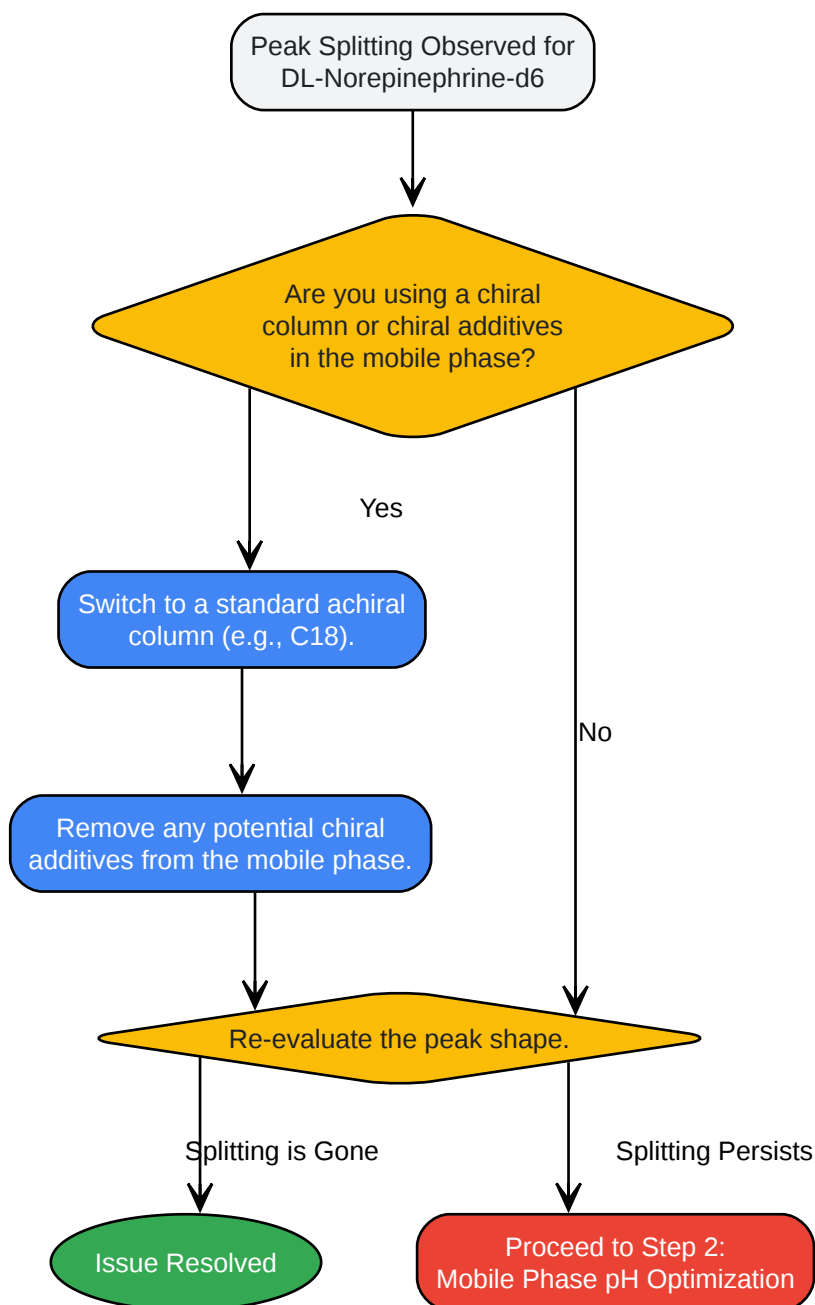 Peak Splitting Observed for
DL-Norepinephrine-d6
Are you using a chiral
column or chiral additives
in the mobile phase?
Yes
Switch to a standard achiral
column (e.g., C18).
No
Remove any potential chiral
additives from the mobile phase.
Re-evaluate the peak shape.
Splitting is Gone
Splitting Persists
Issue Resolved
Proceed to Step 2:
Mobile Phase pH Optimization